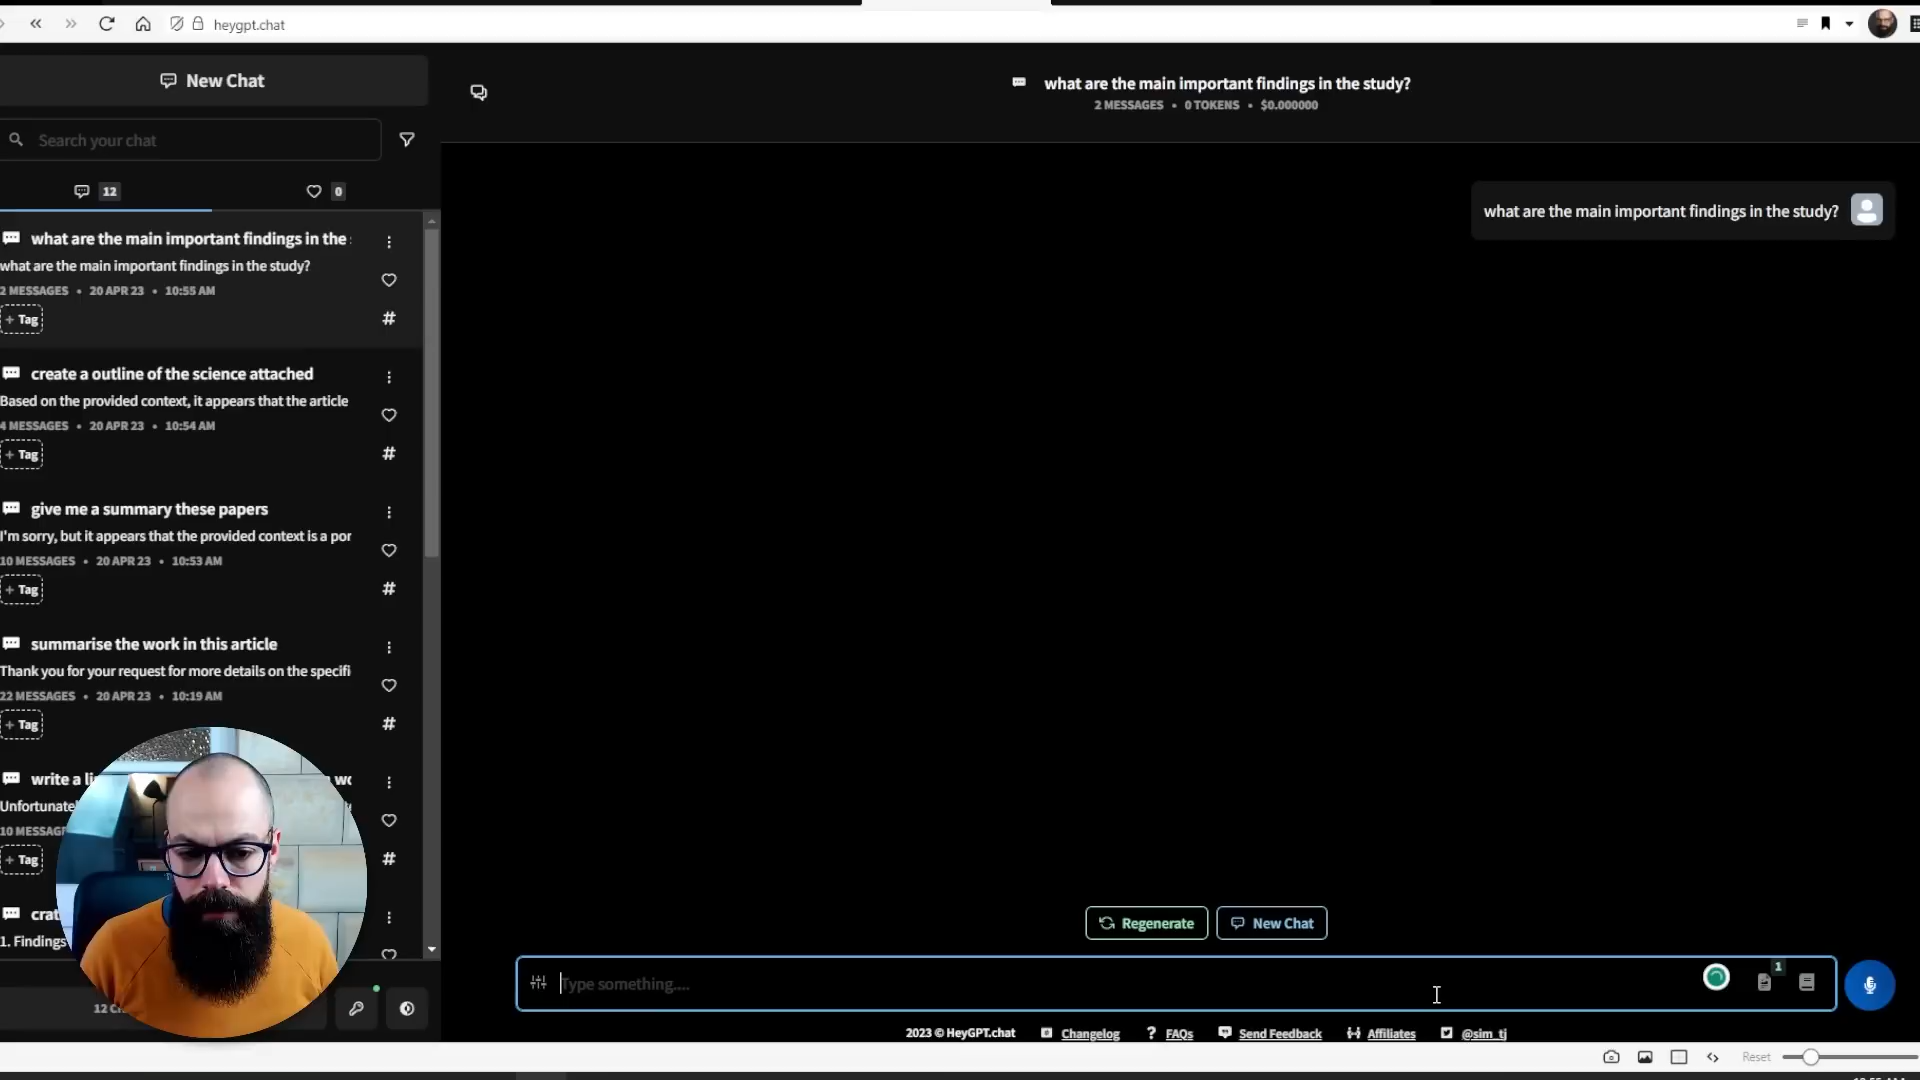 heygpt.chat
New Chat
Search your chat
12
0
what are the main important findings in the
what are the main important findings in the study?
2 MESSAGES • 20 APR 23 • 10:55 AM
+ Tag
create a outline of the science attached
Based on the provided context, it appears that the article
4 MESSAGES • 20 APR 23 • 10:54 AM
+ Tag
give me a summary these papers
I'm sorry, but it appears that the provided context is a por
10 MESSAGES • 20 APR 23 • 10:53 AM
+ Tag
summarise the work in this article
Thank you for your request for more details on the specifi
22 MESSAGES • 20 APR 23 • 10:19 AM
+ Tag
write a
Unfortunate
10 MESSAG
+ Tag
crat
1. Findings
12
what are the main important findings in the study?
2 MESSAGES • 0 TOKENS • $0.000000
what are the main important findings in the study?
Regenerate
New Chat
Type something....
1
2023 © HeyGPT.chat
Changelog
? FAQs
Send Feedback
Affiliates
@sim_tj
Reset